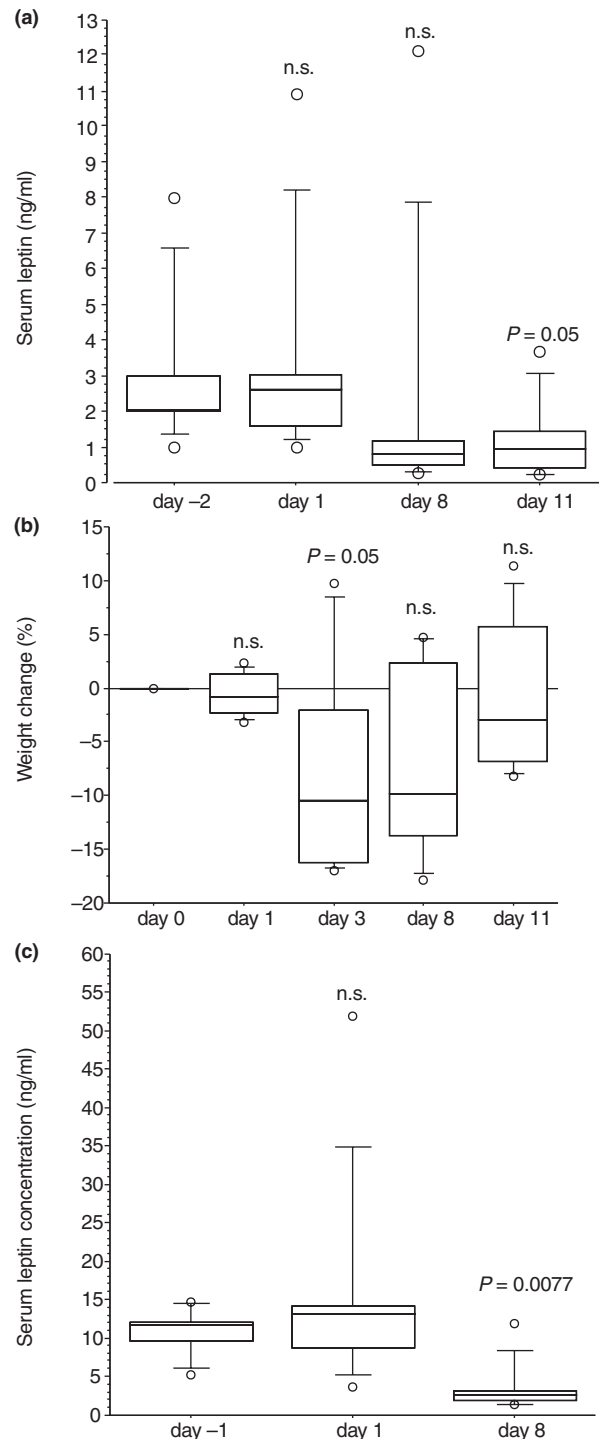 (a)
Serum leptin (ng/ml)
13
12
11
10
9
8
7
6
5
4
3
2
1
0
n.s.
n.s.
P = 0.05
day –2 day 1 day 8 day 11
(b)
Weight change (%)
15
10
5
0
–5
–10
–15
–20
n.s.
P = 0.05
n.s.
n.s.
day 0 day 1 day 3 day 8 day 11
(c)
Serum leptin concentration (ng/ml)
60
55
50
45
40
35
30
25
20
15
10
5
0
n.s.
P = 0.0077
day –1 day 1 day 8